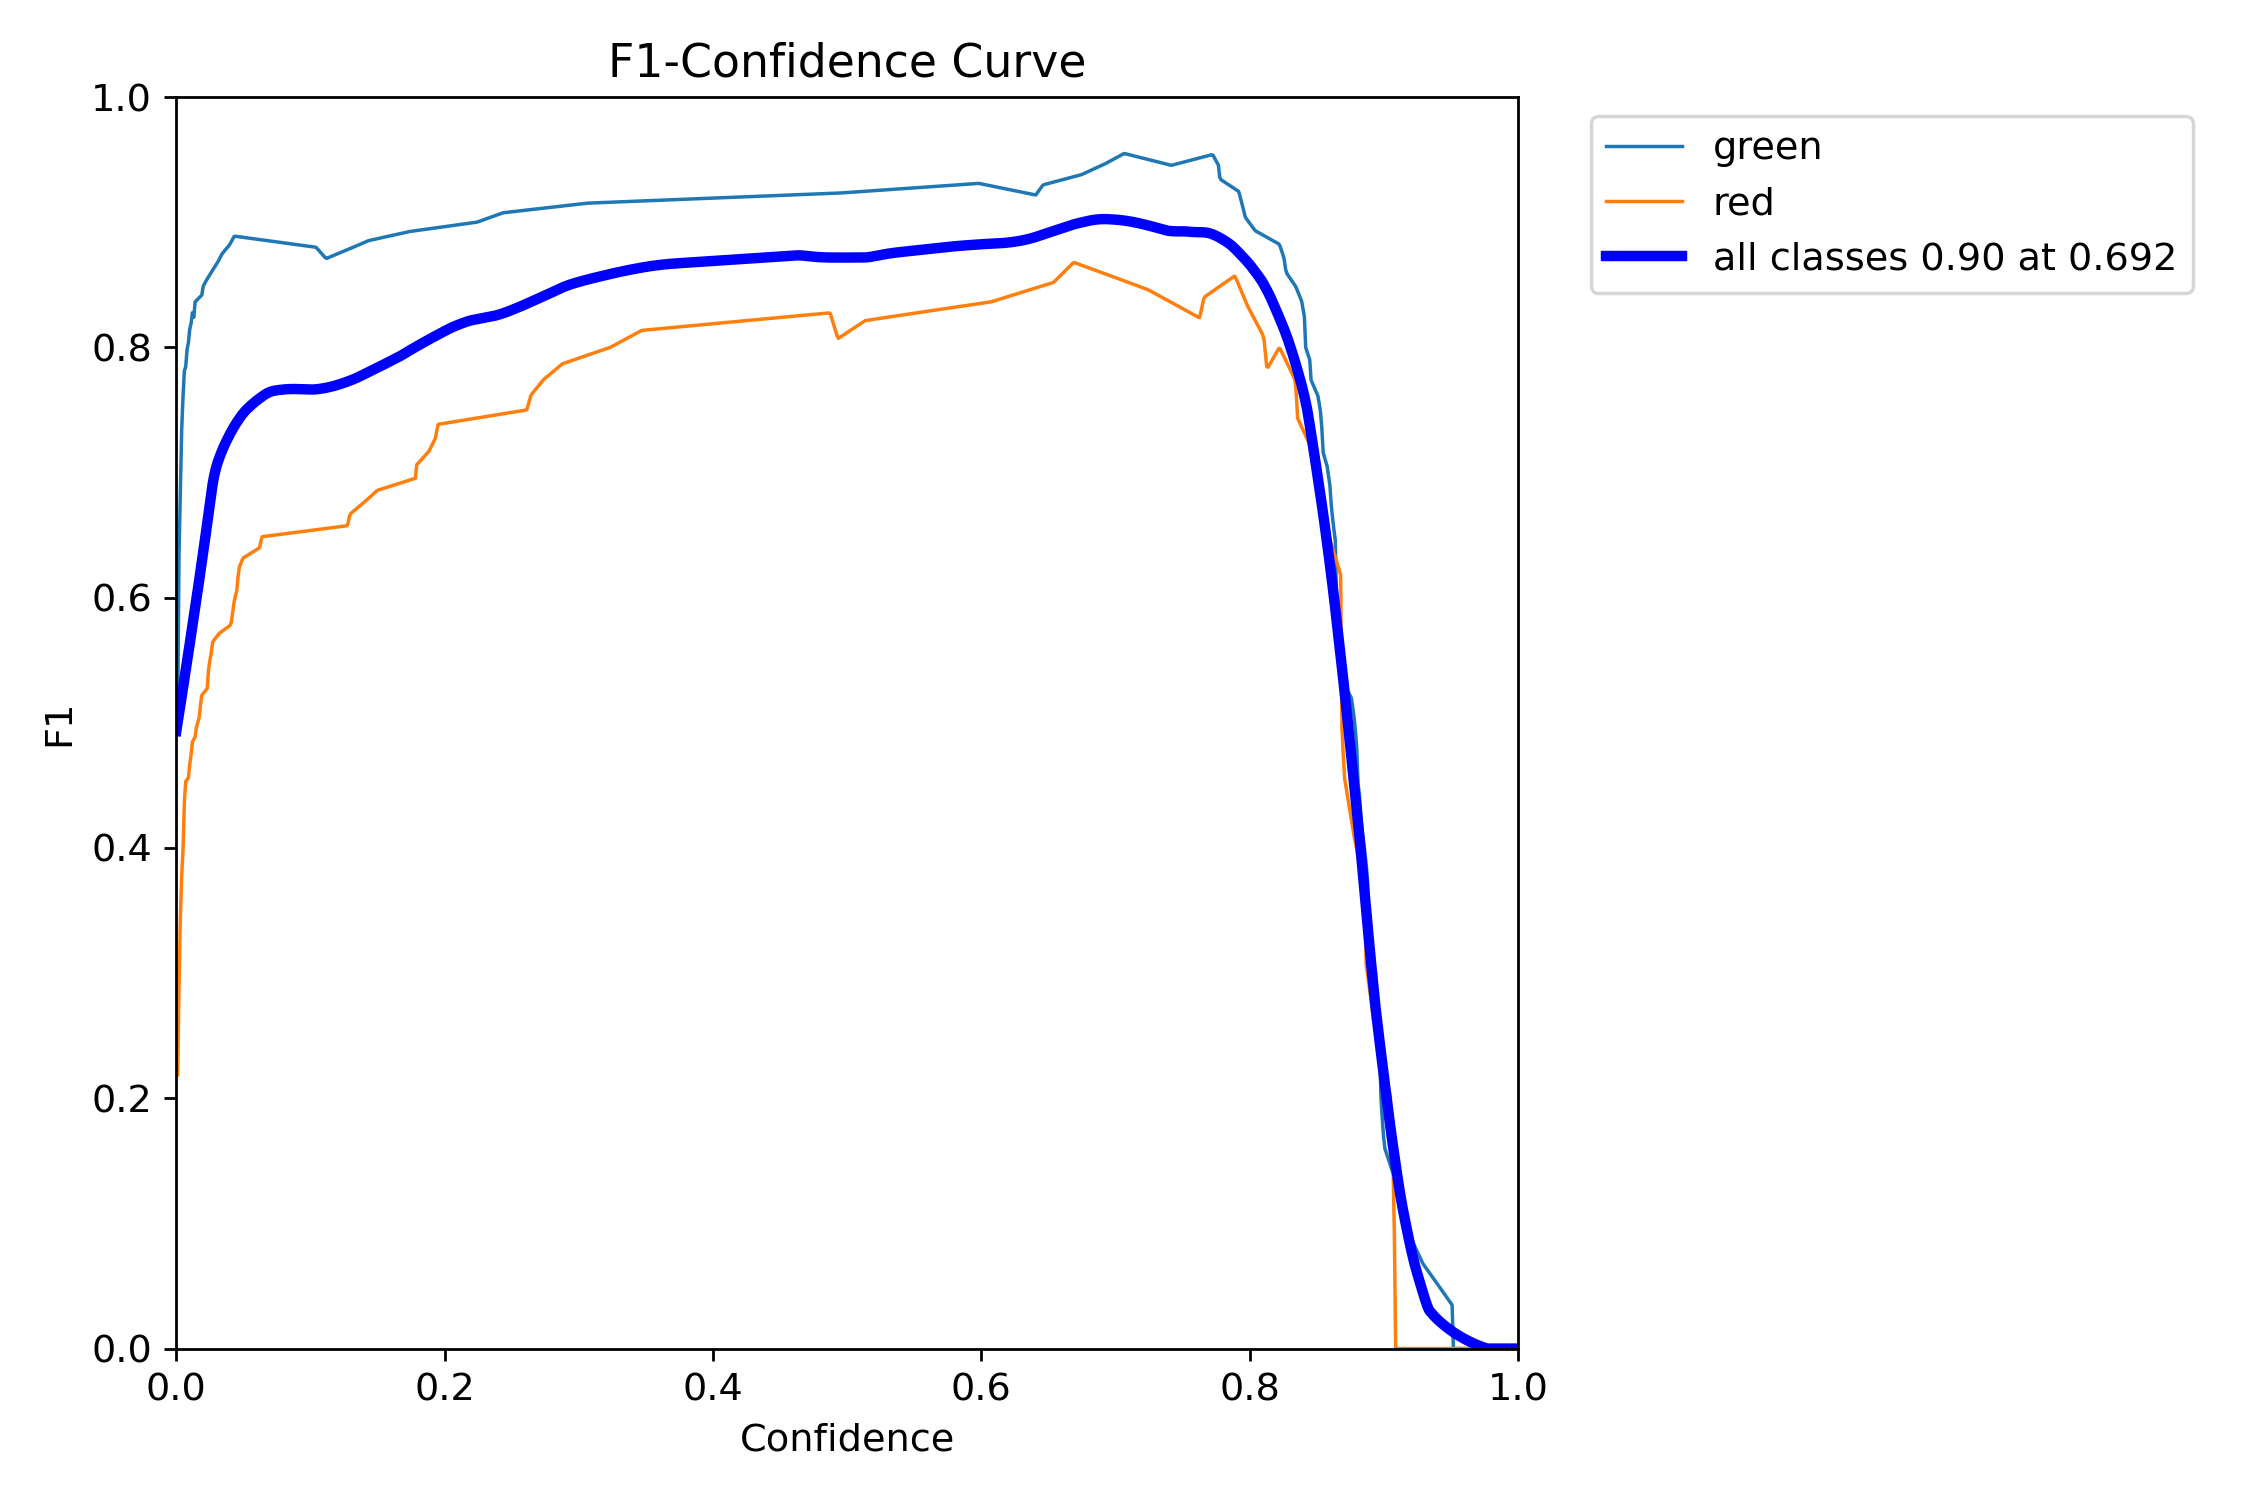 F1-Confidence Curve
1.0
0.8
0.6
0.4
0.2
0.0
F1
0.0 0.2 0.4 0.6 0.8 1.0
Confidence
green
red
all classes 0.90 at 0.692